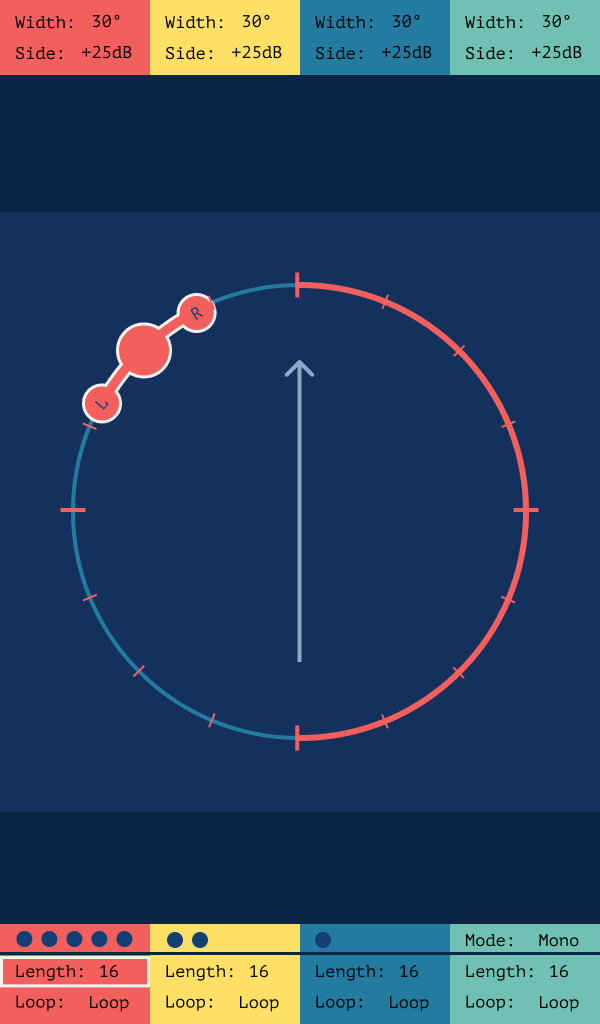 Width: 30° Width: 30° Width: 30° Width: 30°
Side: +25dB Side: +25dB Side: +25dB Side: +25dB
R
L
Mode: Mono
Length: 16 Length: 16 Length: 16 Length: 16
Loop: Loop Loop: Loop Loop: Loop Loop: Loop